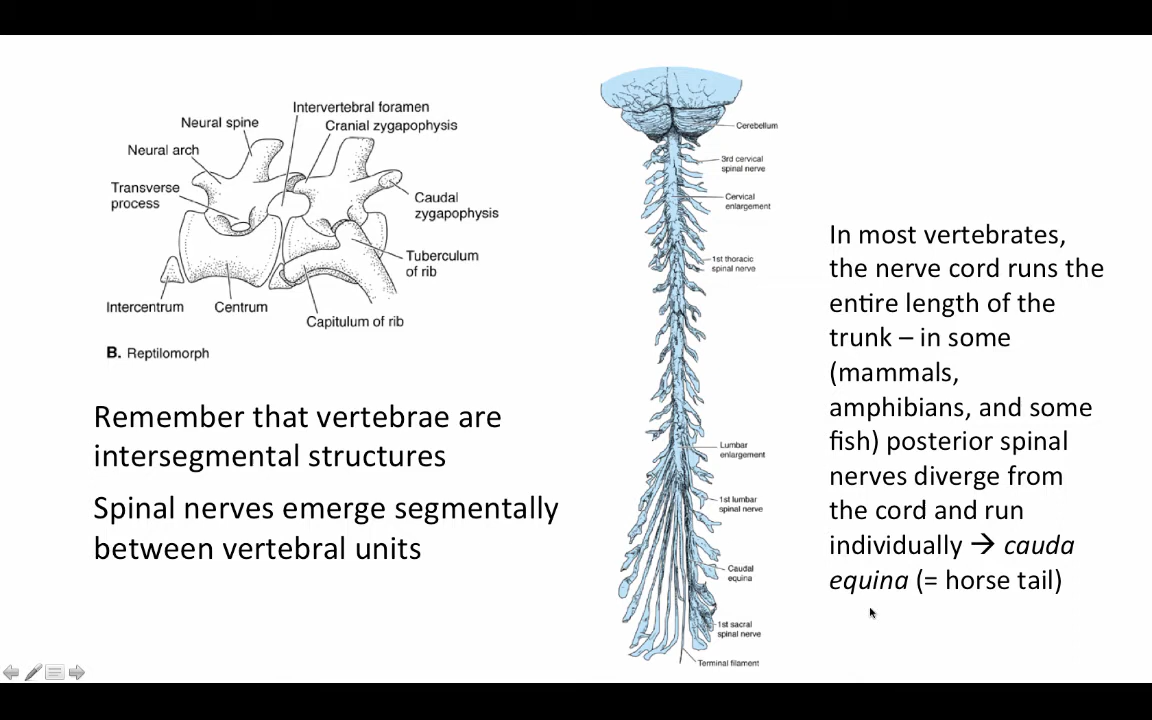 Intervertebral foramen
Neural spine
Cranial zygapophysis
Neural arch
Transverse
process
Caudal
zygapophysis
Tuberculum
of rib
Intercentrum
Centrum
Capitulum of rib
B. Reptilomorph
Remember that vertebrae are
intersegmental structures
Spinal nerves emerge segmentally
between vertebral units
Cerebellum
3rd cervical
spinal nerve
Cervical
enlargement
1st thoracic
spinal nerve
Lumbar
enlargement
1st lumbar
spinal nerve
Caudal
equina
1st sacral
spinal nerve
Terminal filament
In most vertebrates,
the nerve cord runs the
entire length of the
trunk – in some
(mammals,
amphibians, and some
fish) posterior spinal
nerves diverge from
the cord and run
individually → cauda
equina (= horse tail)